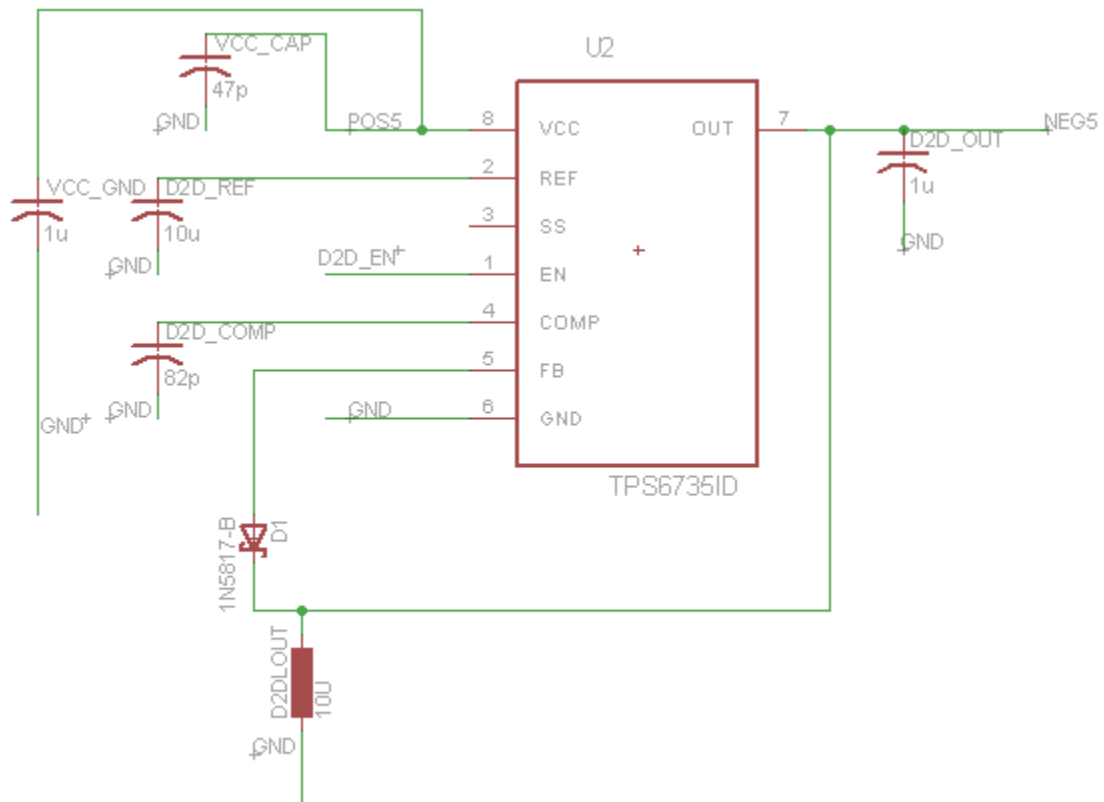 VCC_CAP
47p
GND
POS5
U2
8
VCC
OUT
7
NEG5
D2D_OUT
1u
GND
VCC_GND
1u
GND
D2D_REF
10u
GND
2
REF
3
SS
D2D_EN
1
EN
D2D_COMP
82p
GND
4
COMP
5
FB
GND
6
GND
TPS6735ID
1N5817-B
D1
D2DLOUT
10U
GND